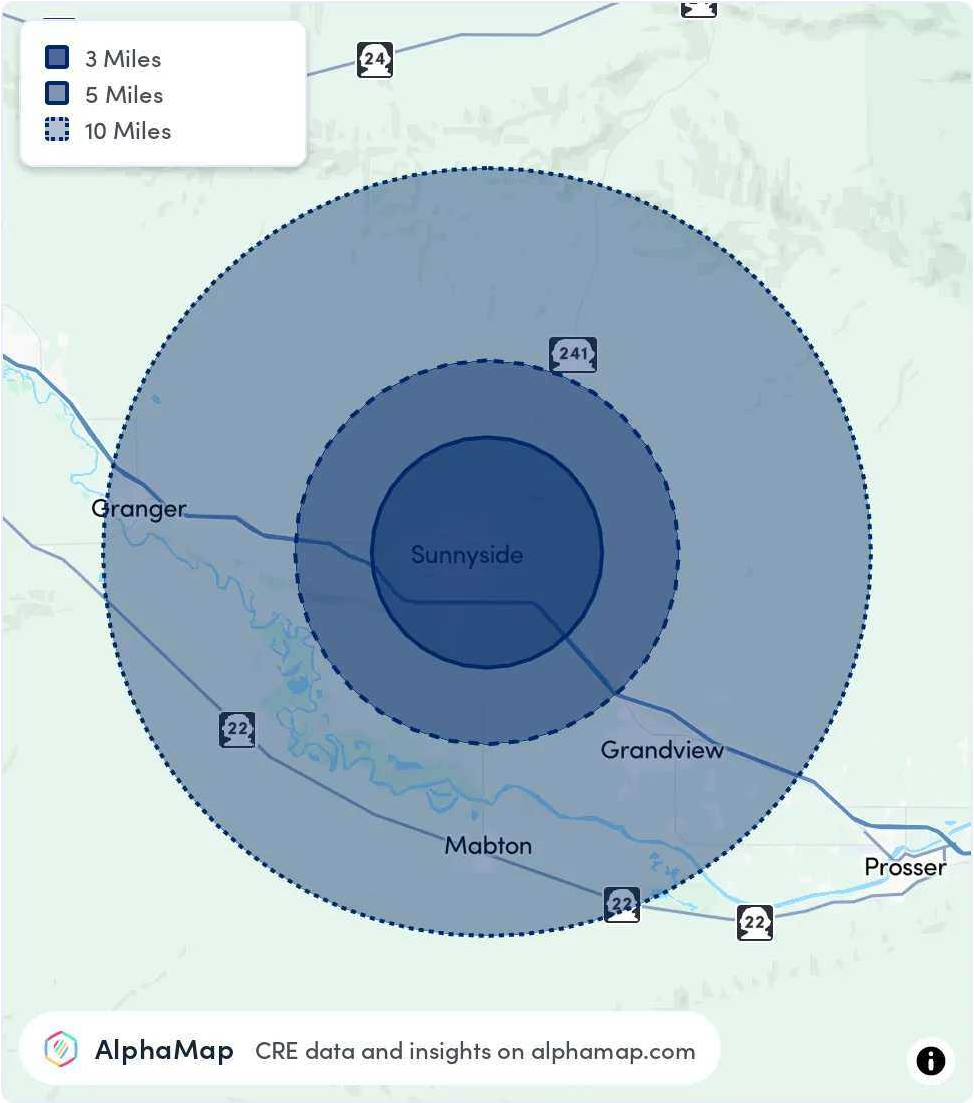 3 Miles
5 Miles
10 Miles
24
241
Granger
Sunnyside
22
Grandview
Mabton
Prosser
22
22
AlphaMap CRE data and insights on alphamap.com